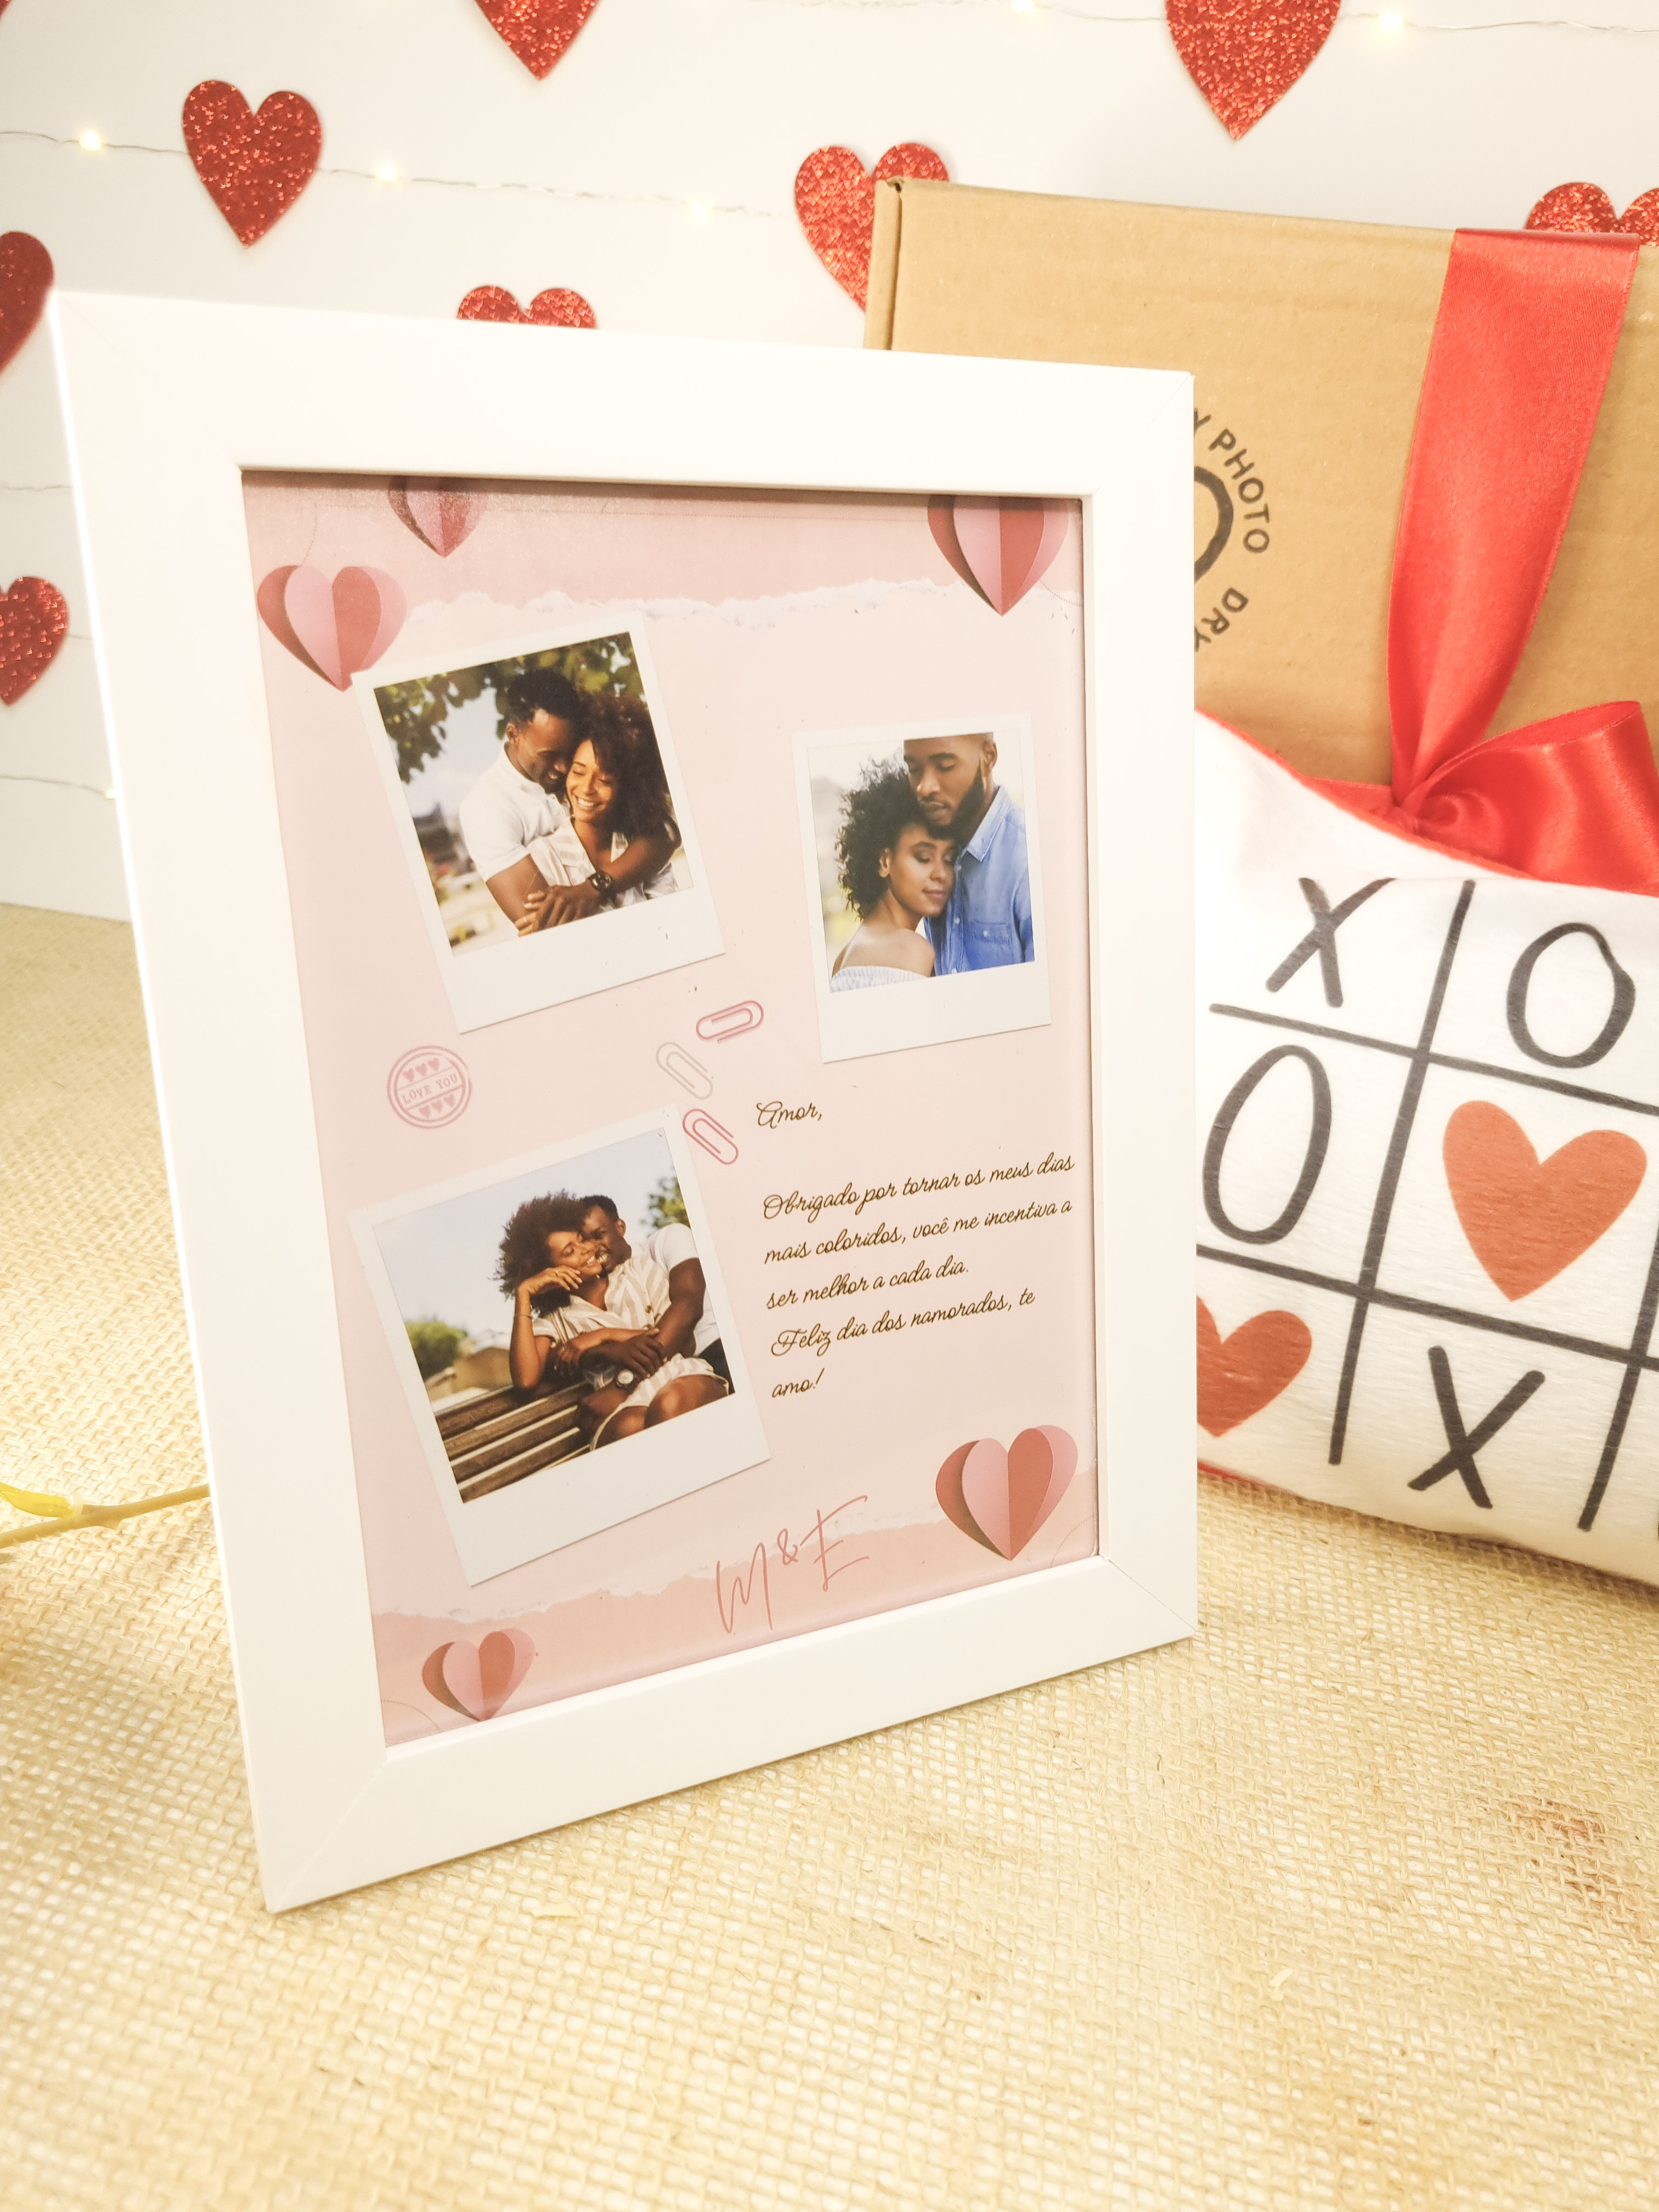 Y PHOTO
DRY
LOVE YOU
Amor,
Obrigado por tornar os meus dias
mais coloridos, você me incentiva a
ser melhor a cada dia.
Feliz dia dos namorados, te
amo!
M & E
X O
O
X